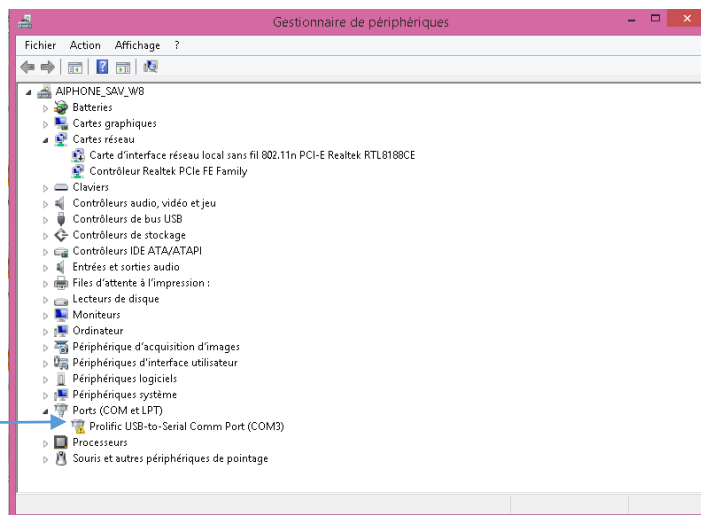 Gestionnaire de périphériques
Fichier Action Affichage ?
AIPHONE_SAV_W8
Batteries
Cartes graphiques
Cartes réseau
Carte d'interface réseau local sans fil 802.11n PCI-E Realtek RTL8188CE
Contrôleur Realtek PCIe FE Family
Claviers
Contrôleurs audio, vidéo et jeu
Contrôleurs de bus USB
Contrôleurs de stockage
Contrôleurs IDE ATA/ATAPI
Entrées et sorties audio
Files d'attente à l'impression :
Lecteurs de disque
Moniteurs
Ordinateur
Périphérique d'acquisition d'images
Périphériques d'interface utilisateur
Périphériques logiciels
Périphériques système
Ports (COM et LPT)
Prolific USB-to-Serial Comm Port (COM3)
Processeurs
Souris et autres périphériques de pointage